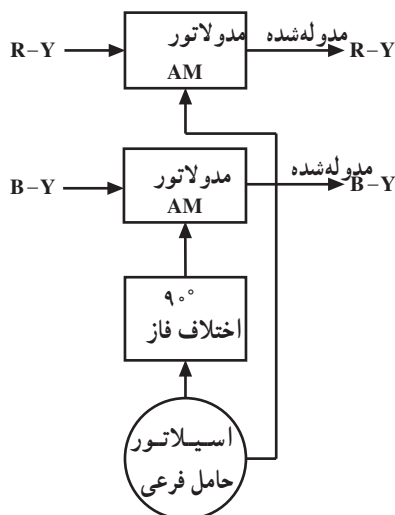 R–Y
مدولاتور
AM
مدوله‌شده
R–Y
B–Y
مدولاتور
AM
مدوله‌شده
B–Y
۹۰°
اختلاف فاز
اسیلاتور
حامل فرعی